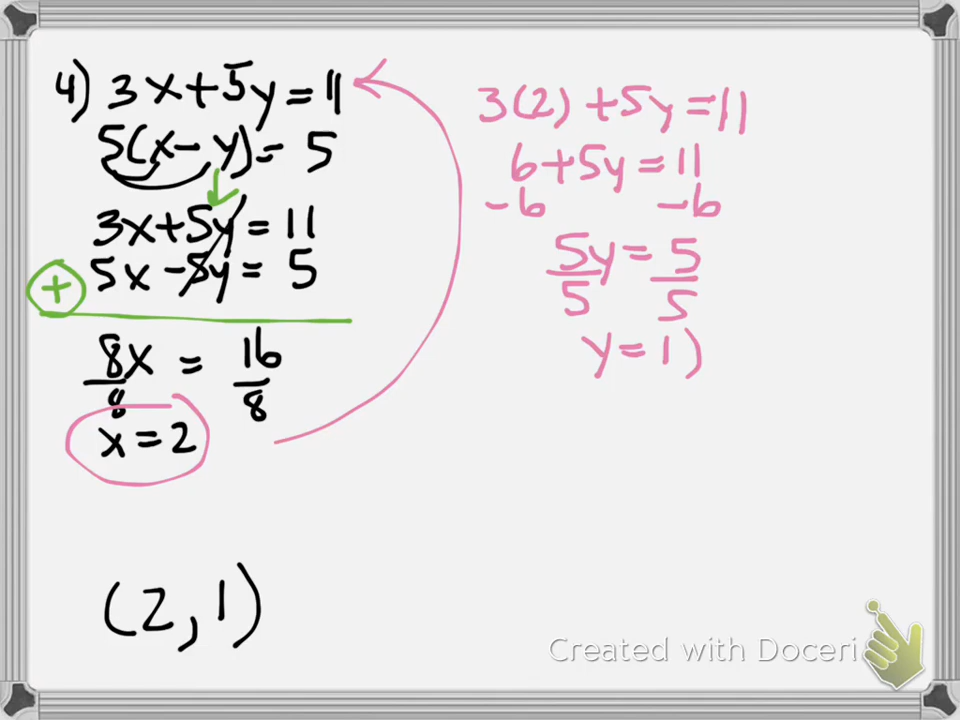 4) 3x+5y=11
5(x-y)=5
3x+5y=11
+ 5x-5y=5
8x = 16
8 8
x=2
(2,1)
3(2)+5y=11
6+5y=11
-6 -6
5y=5
5 5
y=1)
Created with Doceri